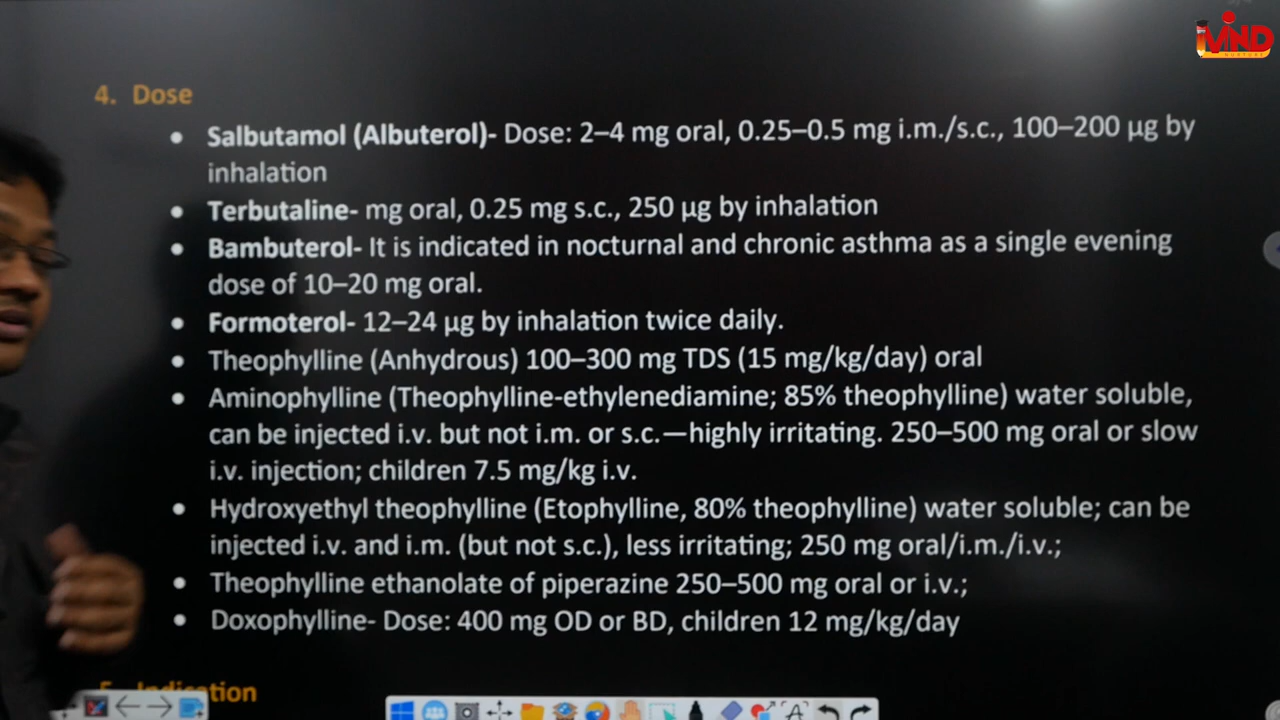 iMIND
4. Dose
• Salbutamol (Albuterol)- Dose: 2–4 mg oral, 0.25–0.5 mg i.m./s.c., 100–200 µg by
inhalation
• Terbutaline- mg oral, 0.25 mg s.c., 250 µg by inhalation
• Bambuterol- It is indicated in nocturnal and chronic asthma as a single evening
dose of 10–20 mg oral.
• Formoterol- 12–24 µg by inhalation twice daily.
• Theophylline (Anhydrous) 100–300 mg TDS (15 mg/kg/day) oral
• Aminophylline (Theophylline-ethylenediamine; 85% theophylline) water soluble,
can be injected i.v. but not i.m. or s.c.—highly irritating. 250–500 mg oral or slow
i.v. injection; children 7.5 mg/kg i.v.
• Hydroxyethyl theophylline (Etophylline, 80% theophylline) water soluble; can be
injected i.v. and i.m. (but not s.c.), less irritating; 250 mg oral/i.m./i.v.;
• Theophylline ethanolate of piperazine 250–500 mg oral or i.v.;
• Doxophylline- Dose: 400 mg OD or BD, children 12 mg/kg/day
5. Indication